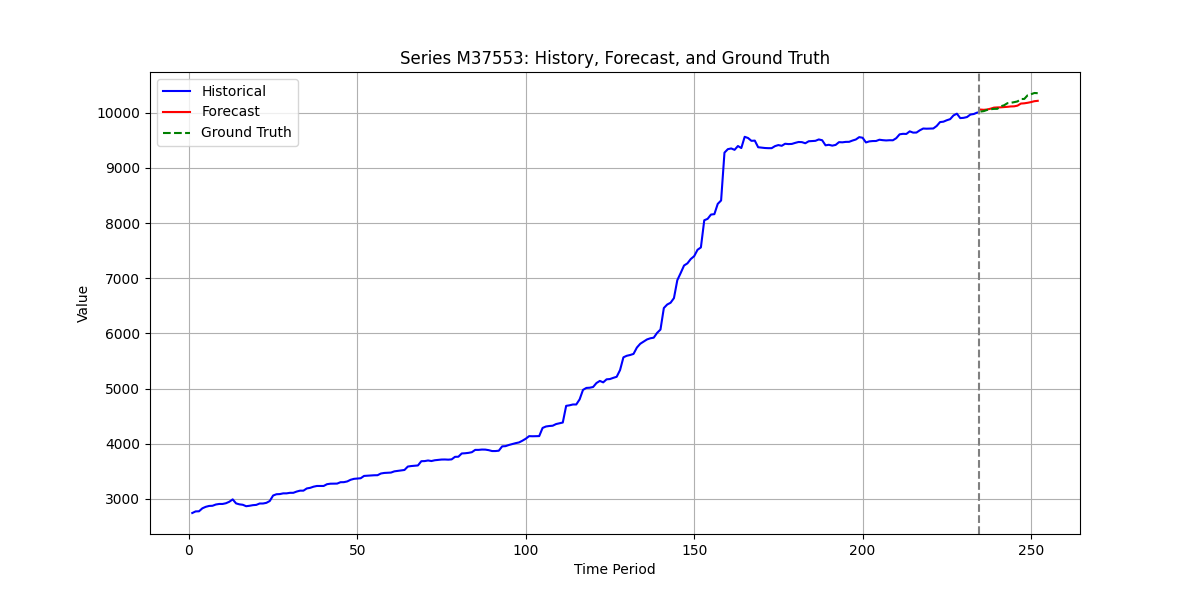 Series M37553: History, Forecast, and Ground Truth
Historical
Forecast
Ground Truth
10000
9000
8000
7000
6000
5000
4000
3000
Value
0 50 100 150 200 250
Time Period